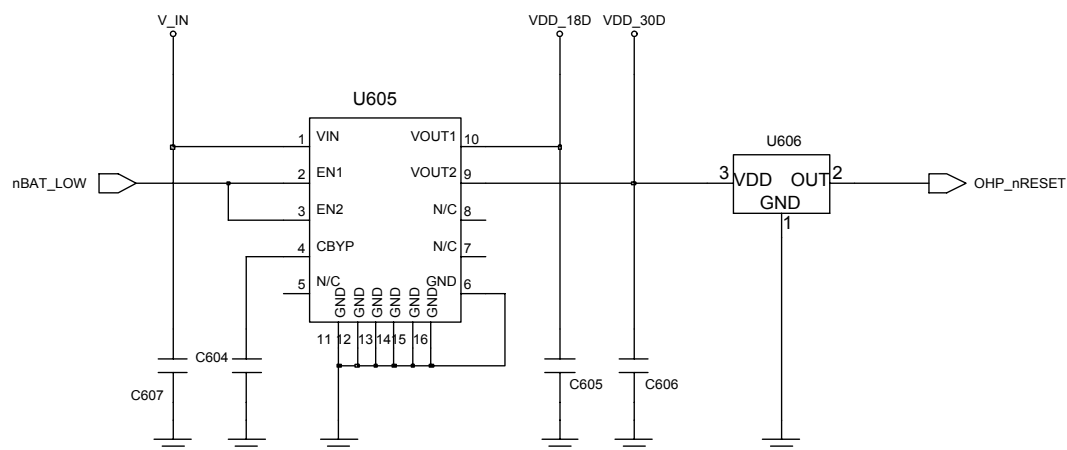 V_IN
VDD_18D
VDD_30D
U605
1 VIN
VOUT1 10
2 EN1
VOUT2 9
3 EN2
N/C 8
4 CBYP
N/C 7
5 N/C
GND 6
GND GND GND GND GND GND
11 12 13 14 15 16
nBAT_LOW
U606
3 VDD OUT 2
GND
1
OHP_nRESET
C604
C607
C605
C606